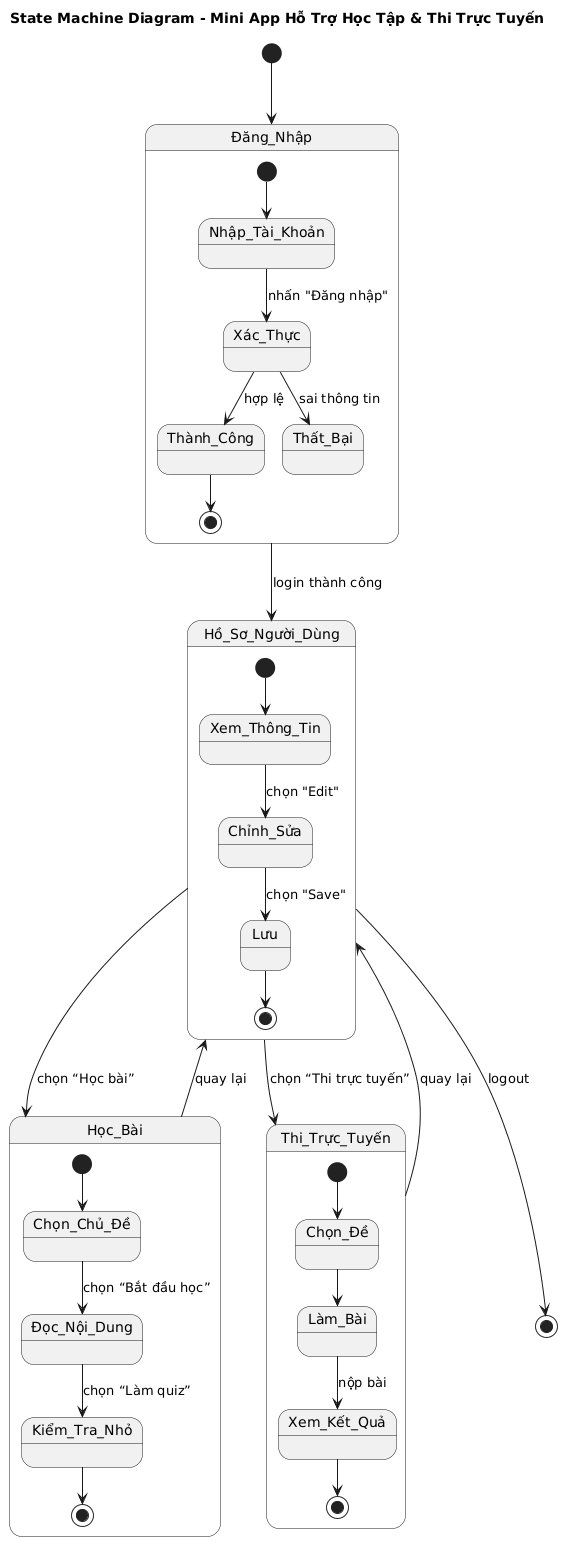 State Machine Diagram - Mini App Hỗ Trợ Học Tập & Thi Trực Tuyến
Đăng_Nhập
Nhập_Tài_Khoản
nhấn "Đăng nhập"
Xác_Thực
hợp lệ
sai thông tin
Thành_Công
Thất_Bại
login thành công
Hồ_Sơ_Người_Dùng
Xem_Thông_Tin
chọn "Edit"
Chỉnh_Sửa
chọn "Save"
Lưu
chọn “Học bài”
quay lại
chọn “Thi trực tuyến”
quay lại
logout
Học_Bài
Chọn_Chủ_Đề
chọn “Bắt đầu học”
Đọc_Nội_Dung
chọn “Làm quiz”
Kiểm_Tra_Nhỏ
Thi_Trực_Tuyến
Chọn_Đề
Làm_Bài
nộp bài
Xem_Kết_Quả